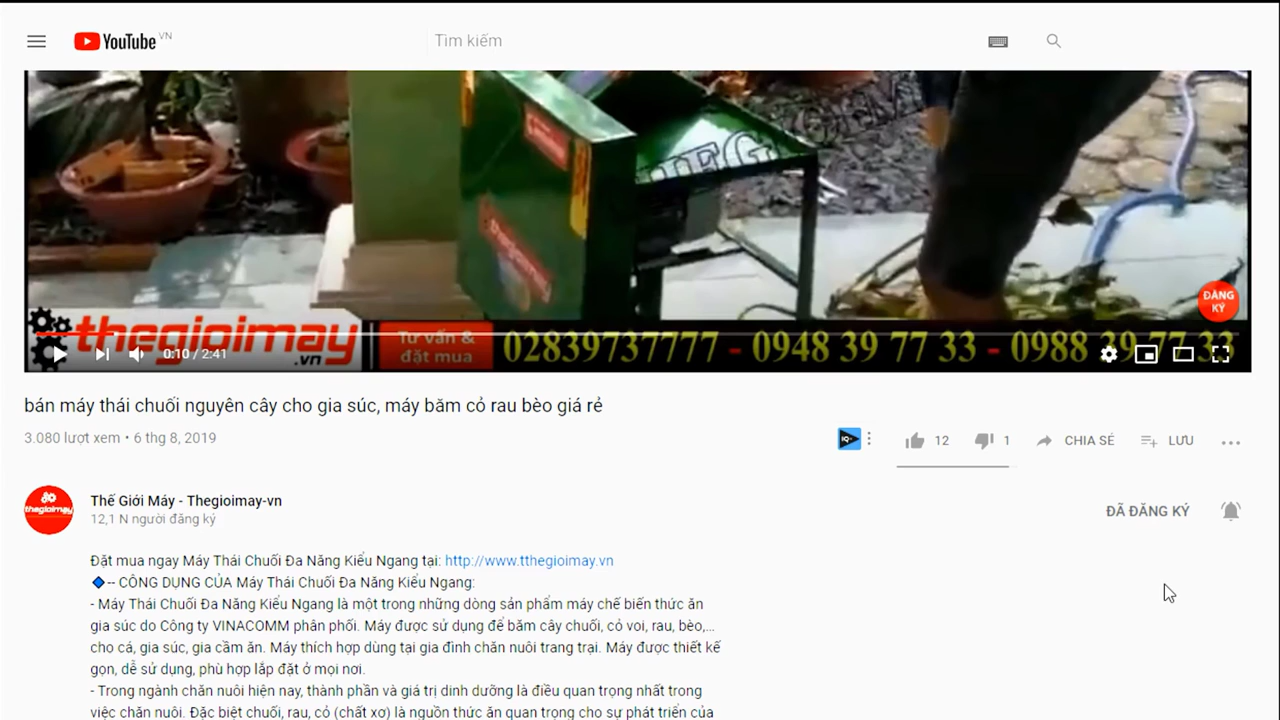 YouTube VN
Tìm kiếm
ĐĂNG
KÝ
thegioimay
.vn
Tư vấn &
đặt mua
02839737777 - 0948 39 77 33 - 0988 39 77 33
0:10 / 2:41
bán máy thái chuối nguyên cây cho gia súc, máy băm cỏ rau bèo giá rẻ
3.080 lượt xem • 6 thg 8, 2019
12
1
CHIA SẺ
LƯU
thegioimay
Thế Giới Máy - Thegioimay-vn
12,1 N người đăng ký
ĐÃ ĐĂNG KÝ
Đặt mua ngay Máy Thái Chuối Đa Năng Kiểu Ngang tại: http://www.tthegioimay.vn
-- CÔNG DỤNG CỦA Máy Thái Chuối Đa Năng Kiểu Ngang:
- Máy Thái Chuối Đa Năng Kiểu Ngang là một trong những dòng sản phẩm máy chế biến thức ăn
gia súc do Công ty VINACOMM phân phối. Máy được sử dụng để băm cây chuối, cỏ voi, rau, bèo,...
cho cá, gia súc, gia cầm ăn. Máy thích hợp dùng tại gia đình chăn nuôi trang trại. Máy được thiết kế
gọn, dễ sử dụng, phù hợp lắp đặt ở mọi nơi.
- Trong ngành chăn nuôi hiện nay, thành phần và giá trị dinh dưỡng là điều quan trọng nhất trong
việc chăn nuôi. Đặc biệt chuối, rau, cỏ (chất xơ) là nguồn thức ăn quan trọng cho sự phát triển của